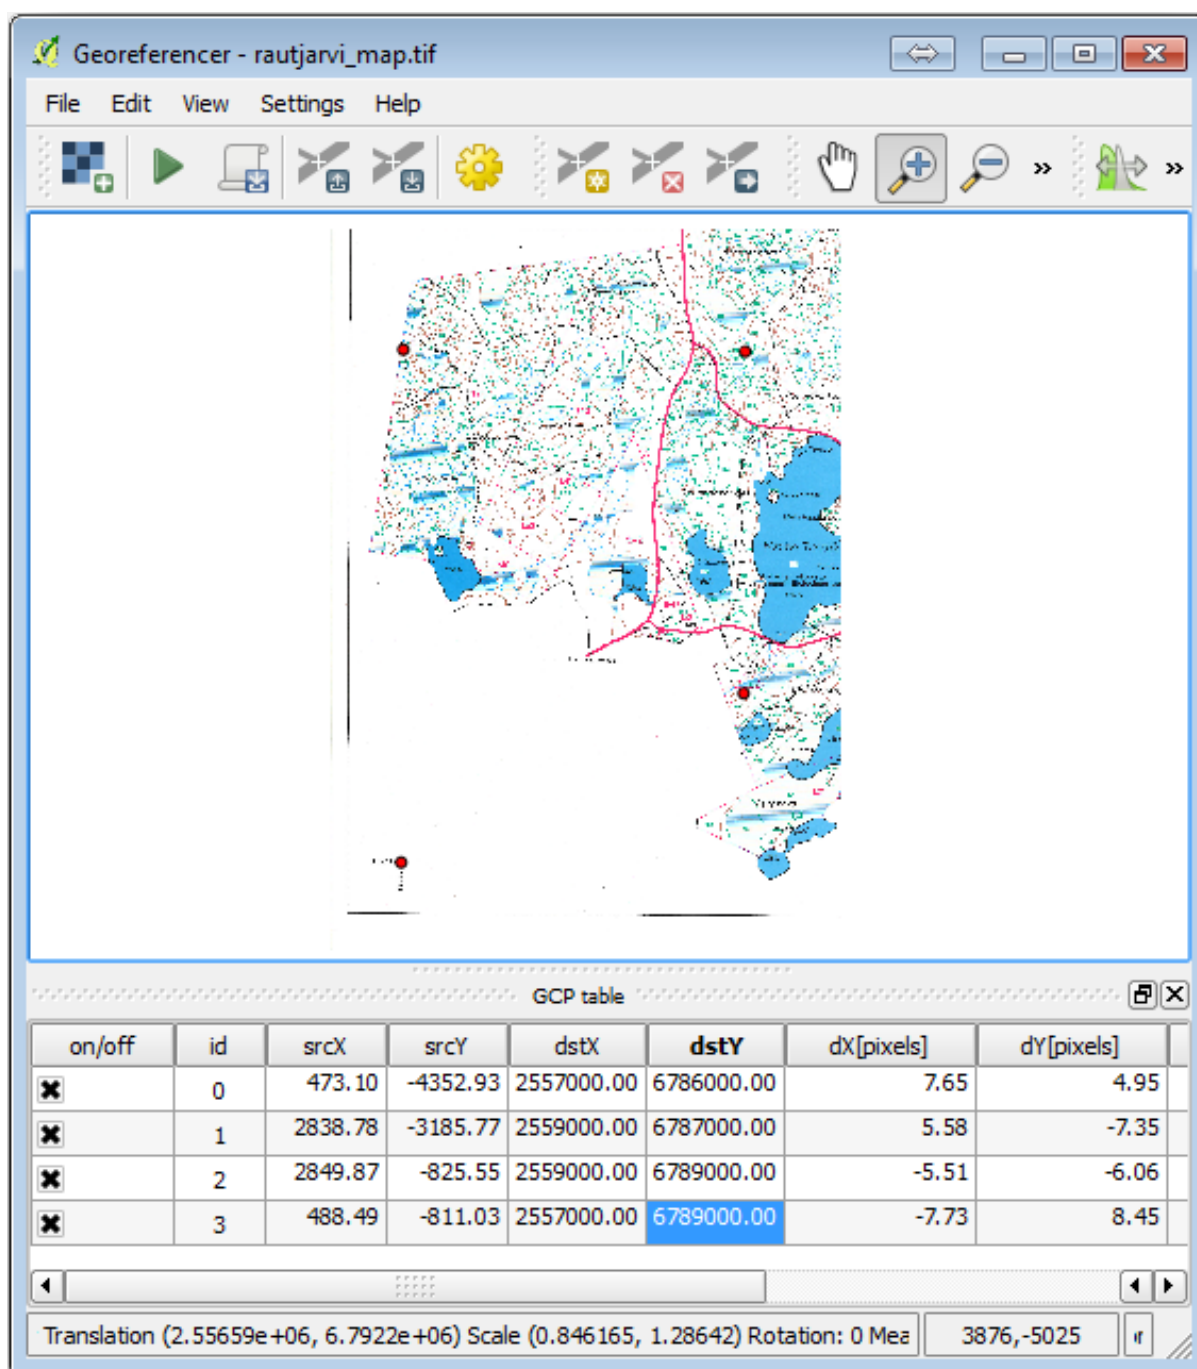 Georeferencer - rautjarvi_map.tif
File Edit View Settings Help
GCP table
on/off id srcX srcY dstX dstY dX[pixels] dY[pixels]
0 473.10 -4352.93 2557000.00 6786000.00 7.65 4.95
1 2838.78 -3185.77 2559000.00 6787000.00 5.58 -7.35
2 2849.87 -825.55 2559000.00 6789000.00 -5.51 -6.06
3 488.49 -811.03 2557000.00 6789000.00 -7.73 8.45
Translation (2.55659e+06, 6.7922e+06) Scale (0.846165, 1.28642) Rotation: 0 Mea 3876,-5025